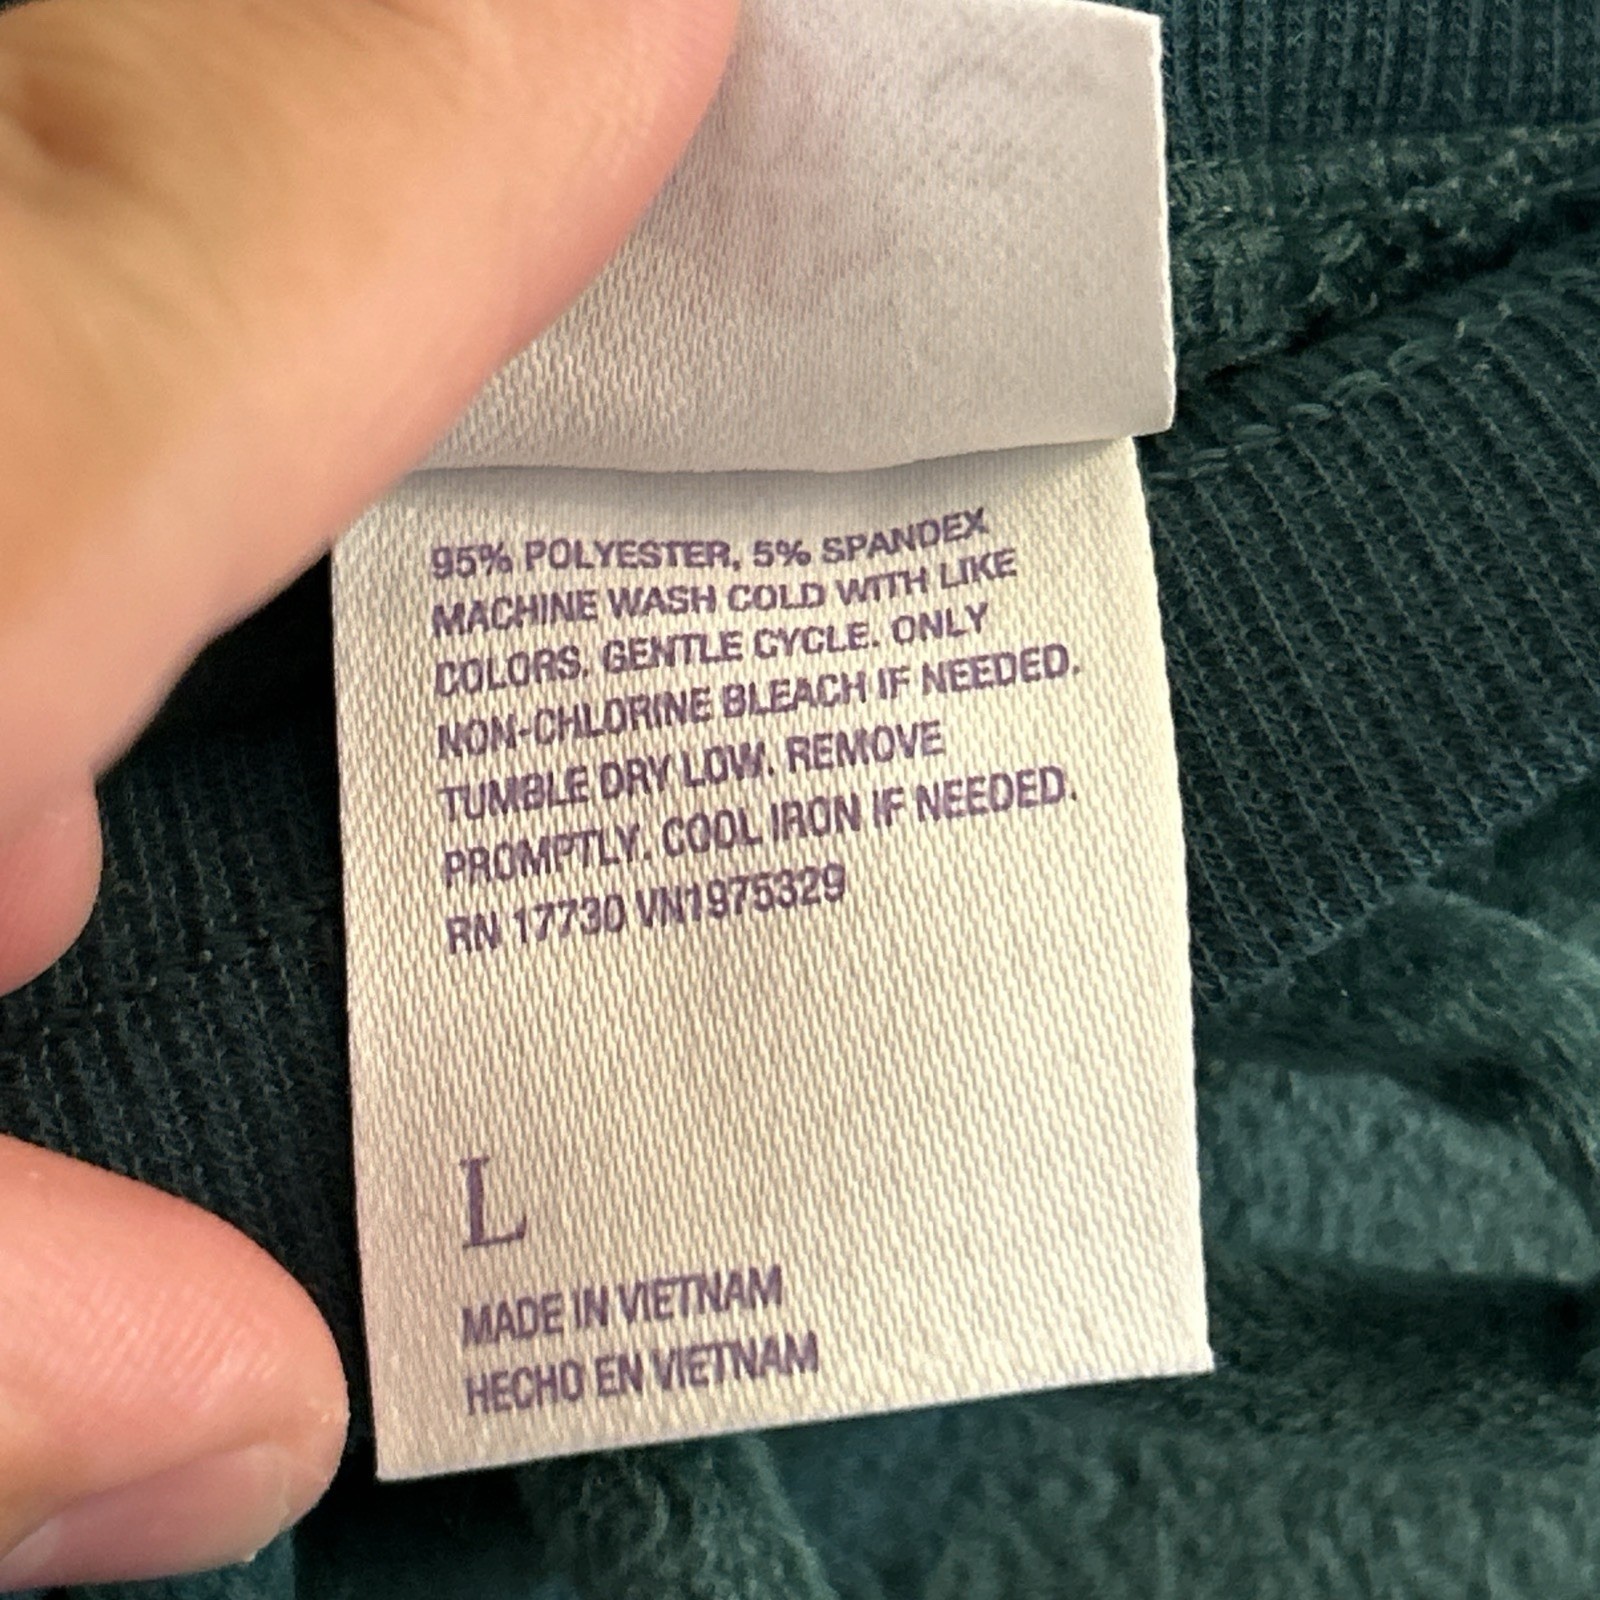 95% POLYESTER, 5% SPANDEX
MACHINE WASH COLD WITH LIKE
COLORS. GENTLE CYCLE. ONLY
NON-CHLORINE BLEACH IF NEEDED.
TUMBLE DRY LOW. REMOVE
PROMPTLY. COOL IRON IF NEEDED.
RN 17730 VN1975329
L
MADE IN VIETNAM
HECHO EN VIETNAM